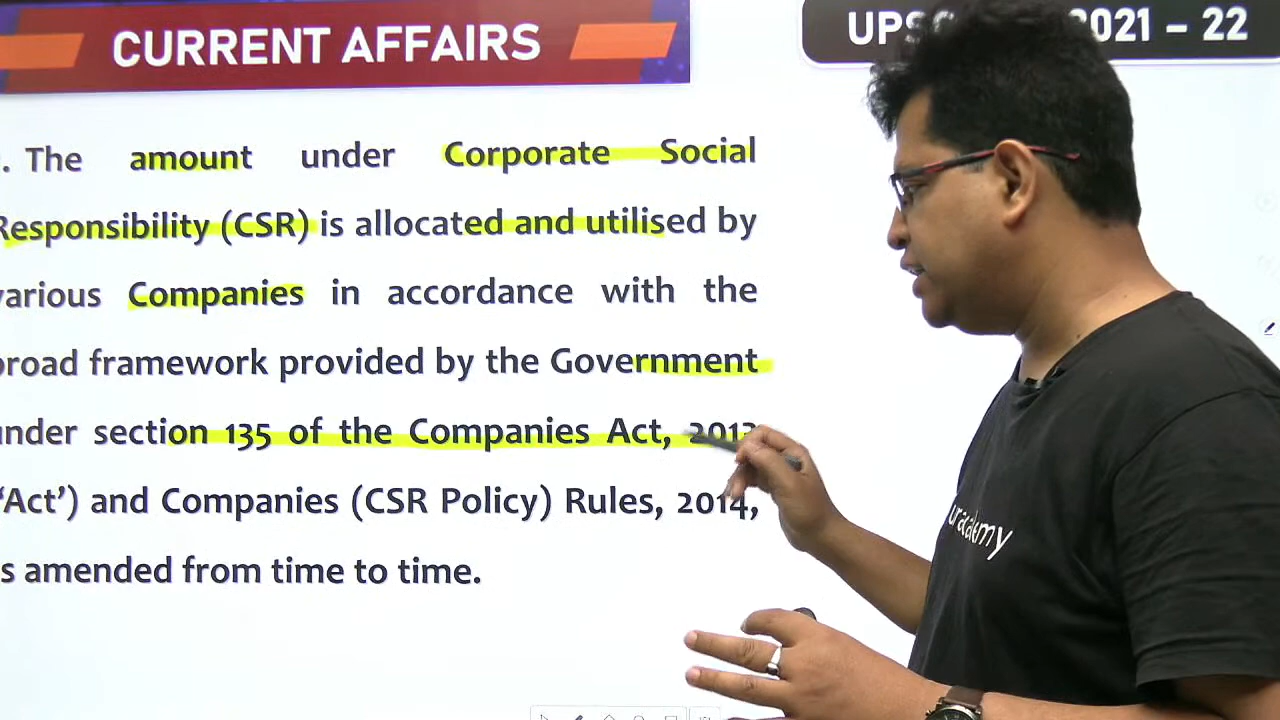 CURRENT AFFAIRS
2021 – 22
. The amount under Corporate Social
Responsibility (CSR) is allocated and utilised by
various Companies in accordance with the
broad framework provided by the Government
under section 135 of the Companies Act, 2013
('Act') and Companies (CSR Policy) Rules, 2014,
as amended from time to time.